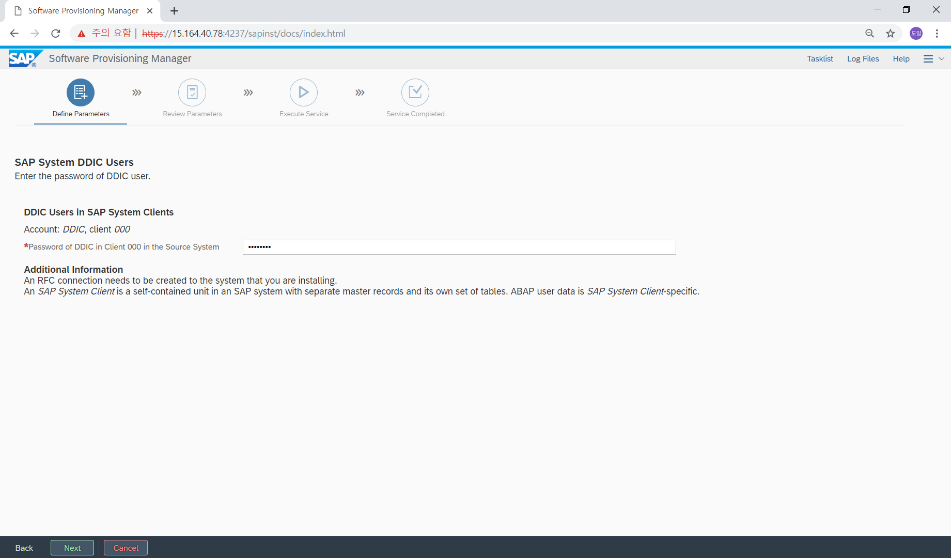 Software Provisioning Manager
주의 요함 | https://15.164.40.78:4237/sapinst/docs/index.html
SAP Software Provisioning Manager Tasklist Log Files Help
Define Parameters Review Parameters Execute Service Service Completed
SAP System DDIC Users
Enter the password of DDIC user.
DDIC Users in SAP System Clients
Account: DDIC, client 000
*Password of DDIC in Client 000 in the Source System ••••••••
Additional Information
An RFC connection needs to be created to the system that you are installing.
An SAP System Client is a self-contained unit in an SAP system with separate master records and its own set of tables. ABAP user data is SAP System Client-specific.
Back Next Cancel